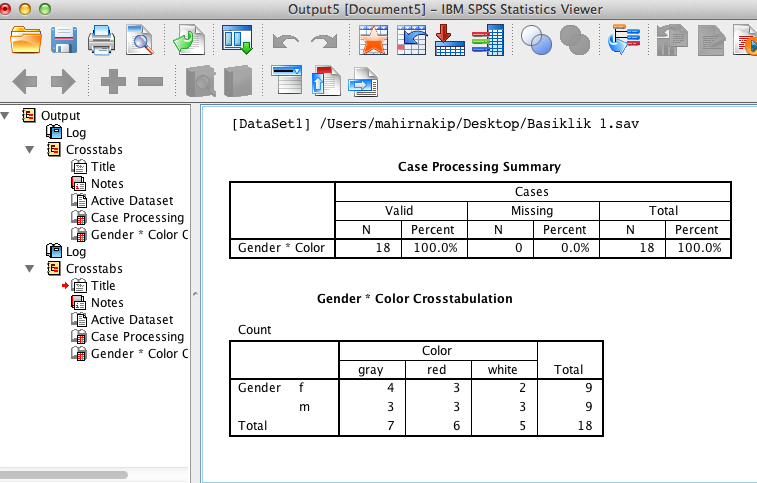 Output5 [Document5] – IBM SPSS Statistics Viewer
Output
Log
Crosstabs
Title
Notes
Active Dataset
Case Processing
Gender * Color C
Log
Crosstabs
Title
Notes
Active Dataset
Case Processing
Gender * Color C
[DataSet1] /Users/mahirnakip/Desktop/Basiklik 1.sav
Case Processing Summary
Cases
Valid Missing Total
N Percent N Percent N Percent
Gender * Color 18 100.0% 0 0.0% 18 100.0%
Gender * Color Crosstabulation
Count
Color
gray red white Total
Gender f 4 3 2 9
m 3 3 3 9
Total 7 6 5 18